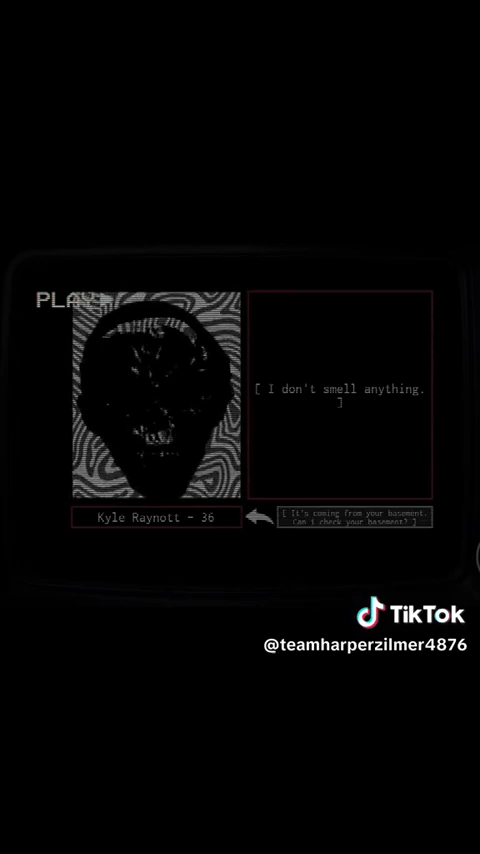 PLAY
[ I don't smell anything.
]
Kyle Raynott - 36
[ It's coming from your basement.
Can i check your basement? ]
TikTok
@teamharperzilmer4876